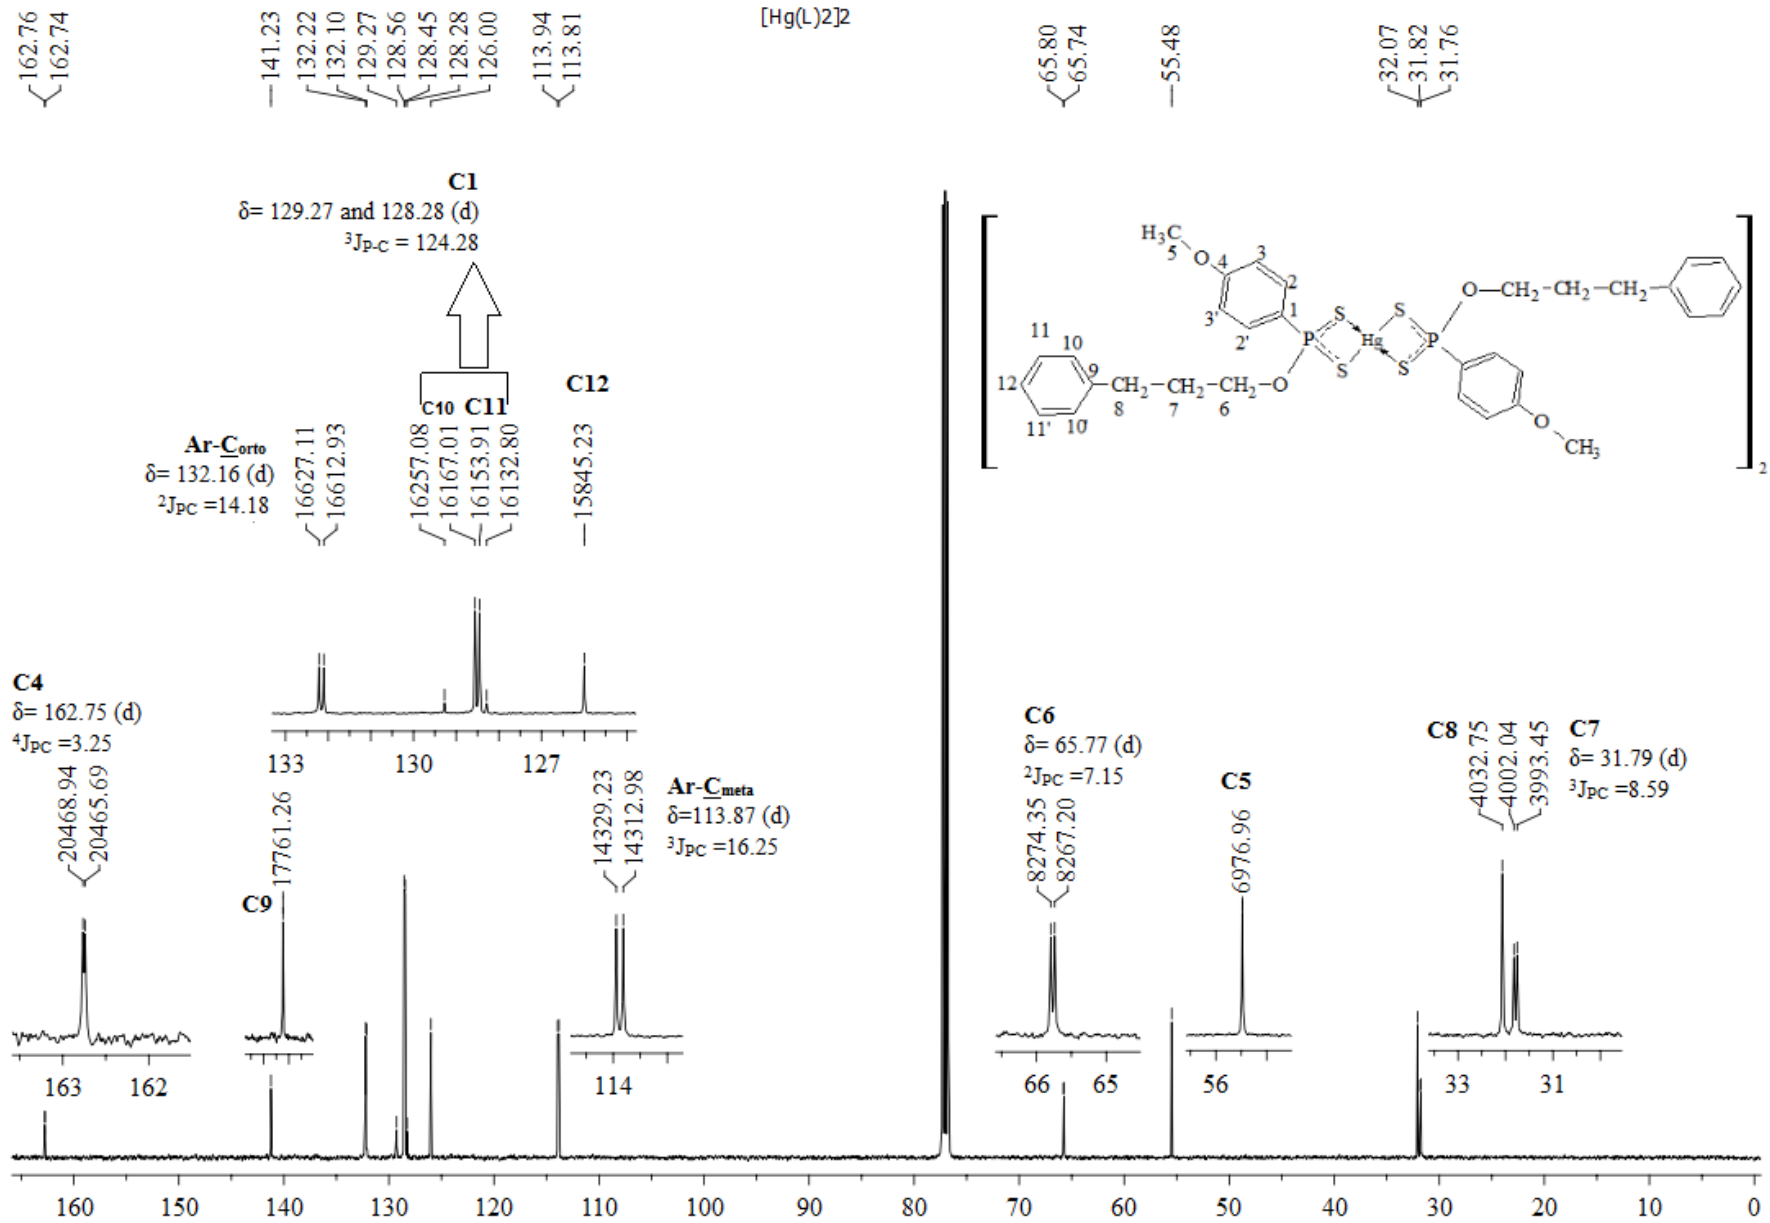 [Hg(L)2]2
162.76
162.74
141.23
132.22
132.10
129.27
128.56
128.45
128.28
126.00
113.94
113.81
65.80
65.74
55.48
32.07
31.82
31.76
C1
δ= 129.27 and 128.28 (d)
³JP-C = 124.28
C10 C11
C12
Ar-Corto
δ= 132.16 (d)
²JPC =14.18
16627.11
16612.93
16257.08
16167.01
16153.91
16132.80
15845.23
133 130 127
C4
δ= 162.75 (d)
⁴JPC =3.25
20468.94
20465.69
163 162
C9
17761.26
14329.23
14312.98
Ar-Cmeta
δ=113.87 (d)
³JPC =16.25
114
C6
δ= 65.77 (d)
²JPC =7.15
8274.35
8267.20
66 65
C5
6976.96
56
C8
4032.75
4002.04
3993.45
C7
δ= 31.79 (d)
³JPC =8.59
33 31
H3C
5
O
4
3
2
3'
1
2'
P
S
S
Hg
S
S
P
O
O—CH2—CH2—CH2
11
10
12
9
11'
10'
CH2—CH2—CH2—O
8 7 6
O
CH3
2
160 150 140 130 120 110 100 90 80 70 60 50 40 30 20 10 0